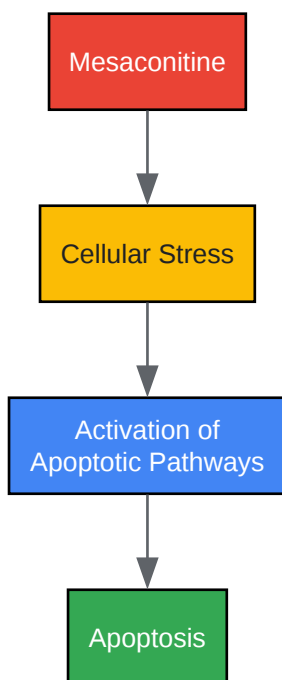 Mesaconitine
Cellular Stress
Activation of
Apoptotic Pathways
Apoptosis